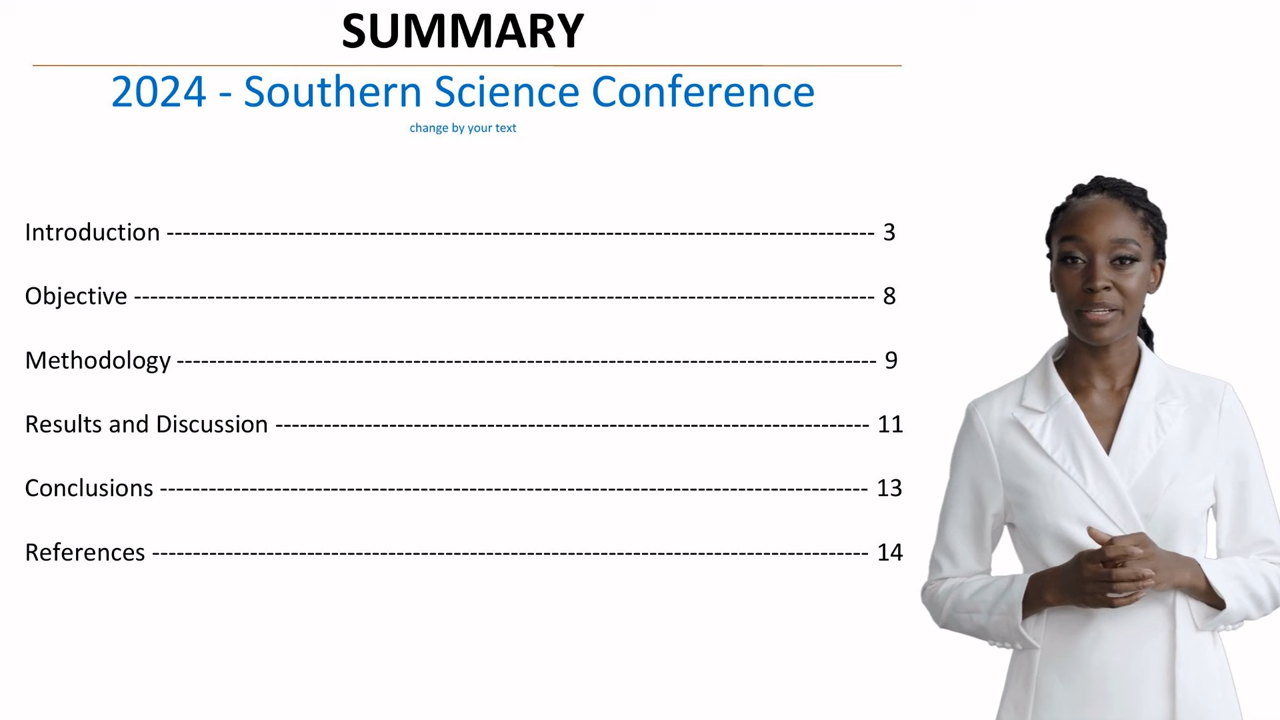 SUMMARY
2024 - Southern Science Conference
change by your text
Introduction --------------------------------------------------------------------------------------- 3
Objective ------------------------------------------------------------------------------------------- 8
Methodology -------------------------------------------------------------------------------------- 9
Results and Discussion ------------------------------------------------------------------------- 11
Conclusions --------------------------------------------------------------------------------------- 13
References ---------------------------------------------------------------------------------------- 14